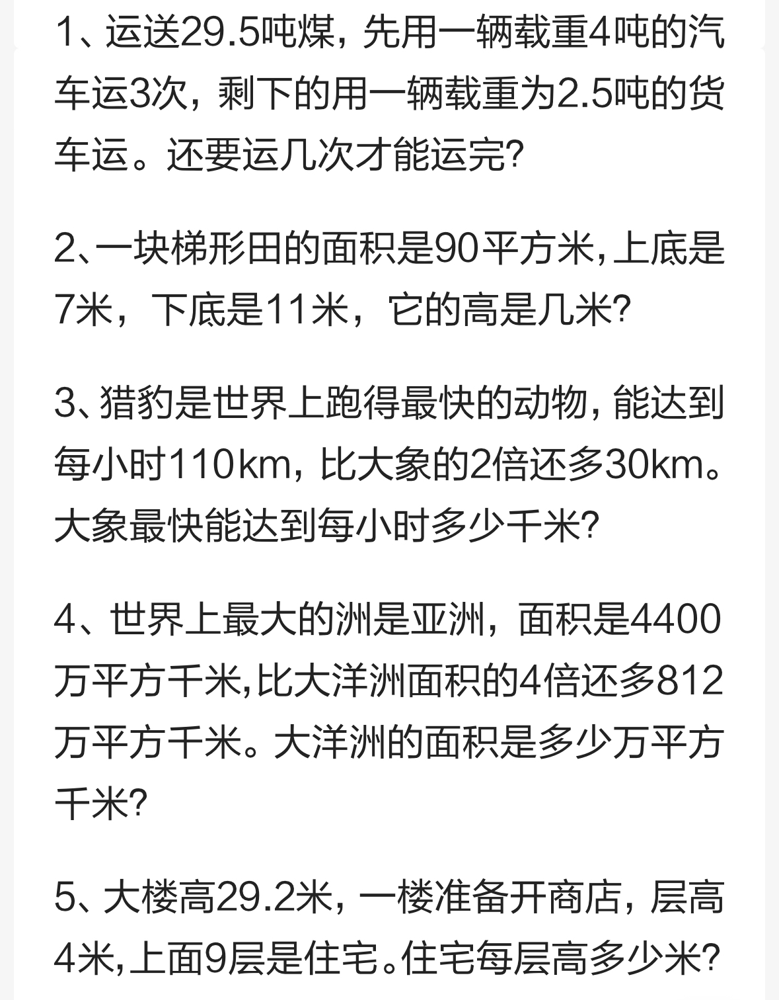 1、运送29.5吨煤，先用一辆载重4吨的汽
车运3次，剩下的用一辆载重为2.5吨的货
车运。还要运几次才能运完?
2、一块梯形田的面积是90平方米,上底是
7米，下底是11米，它的高是几米?
3、猎豹是世界上跑得最快的动物，能达到
每小时110km，比大象的2倍还多30km。
大象最快能达到每小时多少千米?
4、世界上最大的洲是亚洲，面积是4400
万平方千米,比大洋洲面积的4倍还多812
万平方千米。大洋洲的面积是多少万平方
千米?
5、大楼高29.2米，一楼准备开商店，层高
4米,上面9层是住宅。住宅每层高多少米?